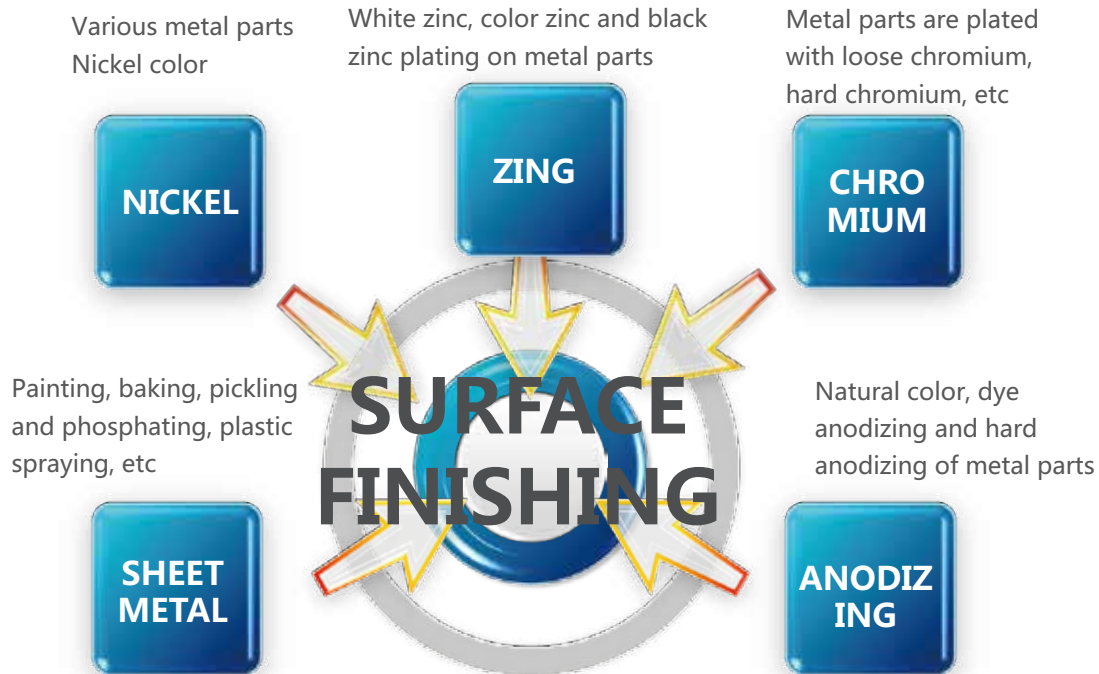 Various metal parts
Nickel color
NICKEL
White zinc, color zinc and black
zinc plating on metal parts
ZING
Metal parts are plated
with loose chromium,
hard chromium, etc
CHRO
MIUM
SURFACE
FINISHING
Painting, baking, pickling
and phosphating, plastic
spraying, etc
SHEET
METAL
Natural color, dye
anodizing and hard
anodizing of metal parts
ANODIZ
ING